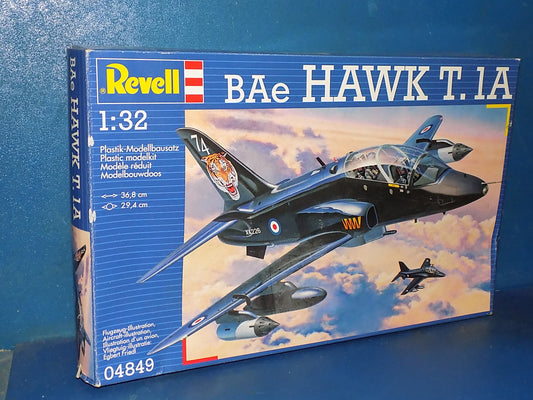 Revell
®
BAe HAWK T.1A
1:32
Plastik-Modellbausatz
Plastic modelkit
Modèle réduit
Modelbouwdoos
36,8 cm
29,4 cm
74
XX226
Flugzeug-Illustration,
Aircraft-illustration,
Illustration d'un avion,
Vliegtuig-illustratie:
Egbert Friedl
04849
BAe HAWK T.1A